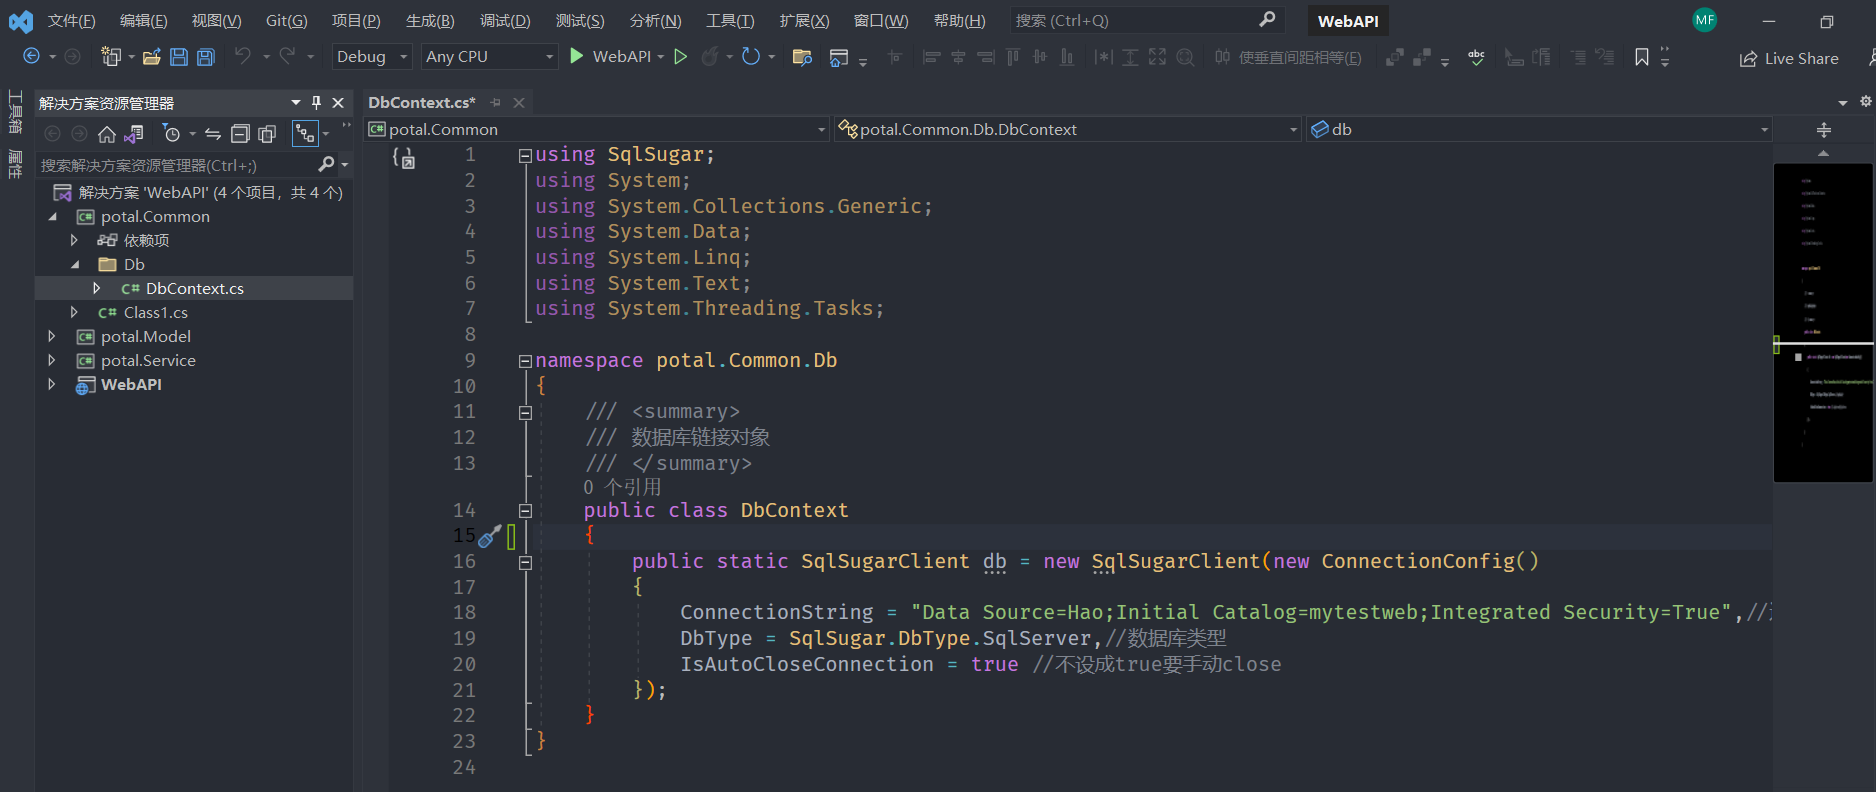 文件(F) 编辑(E) 视图(V) Git(G) 项目(P) 生成(B) 调试(D) 测试(S) 分析(N) 工具(T) 扩展(X) 窗口(W) 帮助(H) 搜索 (Ctrl+Q) WebAPI MF
Debug Any CPU WebAPI 使垂直间距相等(E) abc Live Share
工具箱
属性
解决方案资源管理器
搜索解决方案资源管理器(Ctrl+;)
解决方案 'WebAPI' (4 个项目，共 4 个)
potal.Common
依赖项
Db
C# DbContext.cs
C# Class1.cs
potal.Model
potal.Service
WebAPI
DbContext.cs*
C# potal.Common potal.Common.Db.DbContext db
1 using SqlSugar;
2 using System;
3 using System.Collections.Generic;
4 using System.Data;
5 using System.Linq;
6 using System.Text;
7 using System.Threading.Tasks;
8
9 namespace potal.Common.Db
10 {
11 /// <summary>
12 /// 数据库链接对象
13 /// </summary>
0 个引用
14 public class DbContext
15 {
16 public static SqlSugarClient db = new SqlSugarClient(new ConnectionConfig()
17 {
18 ConnectionString = "Data Source=Hao;Initial Catalog=mytestweb;Integrated Security=True",//
19 DbType = SqlSugar.DbType.SqlServer,//数据库类型
20 IsAutoCloseConnection = true //不设成true要手动close
21 });
22 }
23 }
24